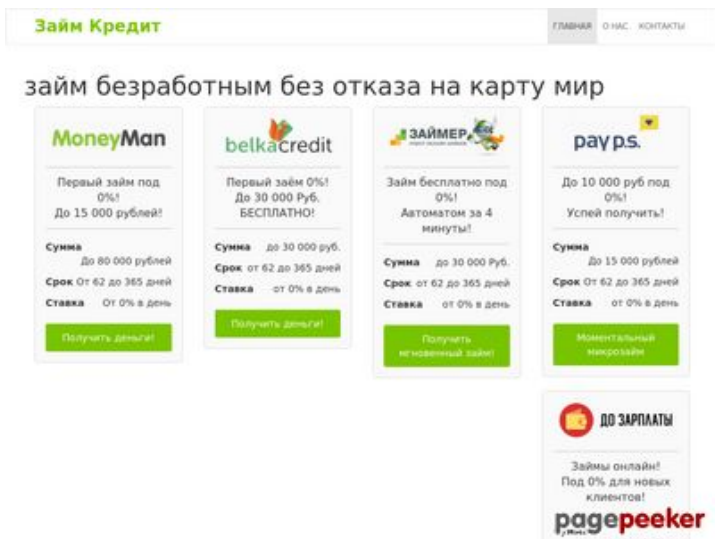 Займ Кредит
ГЛАВНАЯ О НАС КОНТАКТЫ
займ безработным без отказа на карту мир
MoneyMan
Первый займ под
0%!
До 15 000 рублей!
Сумма
До 80 000 рублей
Срок От 62 до 365 дней
Ставка От 0% в день
Получить деньги!
belkacredit
Первый заём 0%!
До 30 000 Руб.
БЕСПЛАТНО!
Сумма до 30 000 руб.
Срок от 62 до 365 дней
Ставка от 0% в день
Получить деньги!
ЗАЙМЕР
Займ бесплатно под
0%!
Автоматом за 4
минуты!
Сумма до 30 000 Руб.
Срок от 62 до 365 дней
Ставка от 0% в день
Получить
мгновенный займ!
pay p.s.
До 10 000 руб под
0%!
Успей получить!
Сумма
До 15 000 рублей
Срок От 62 до 365 дней
Ставка От 0% в день
Моментальный
микрозайм
ДО ЗАРПЛАТЫ
Займы онлайн!
Под 0% для новых
клиентов!
pagepeeker